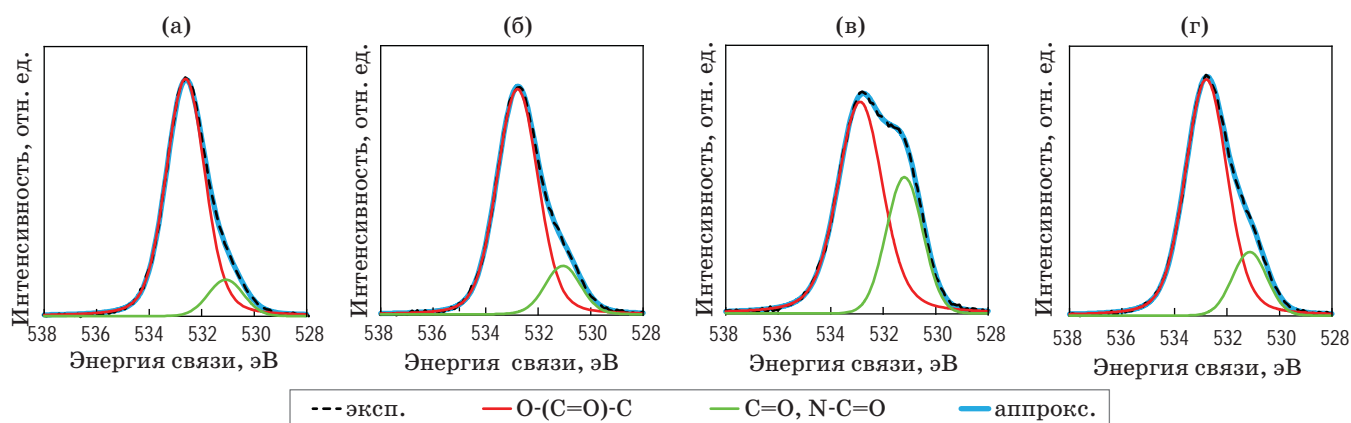 (а) (б) (в) (г)
Интенсивность, отн. ед.
538 536 534 532 530 528
Энергия связи, эВ
Интенсивность, отн. ед.
538 536 534 532 530 528
Энергия связи, эВ
Интенсивность, отн. ед.
538 536 534 532 530 528
Энергия связи, эВ
Интенсивность, отн. ед.
538 536 534 532 530 528
Энергия связи, эВ
эксп. O-(C=O)-C C=O, N-C=O аппрокс.